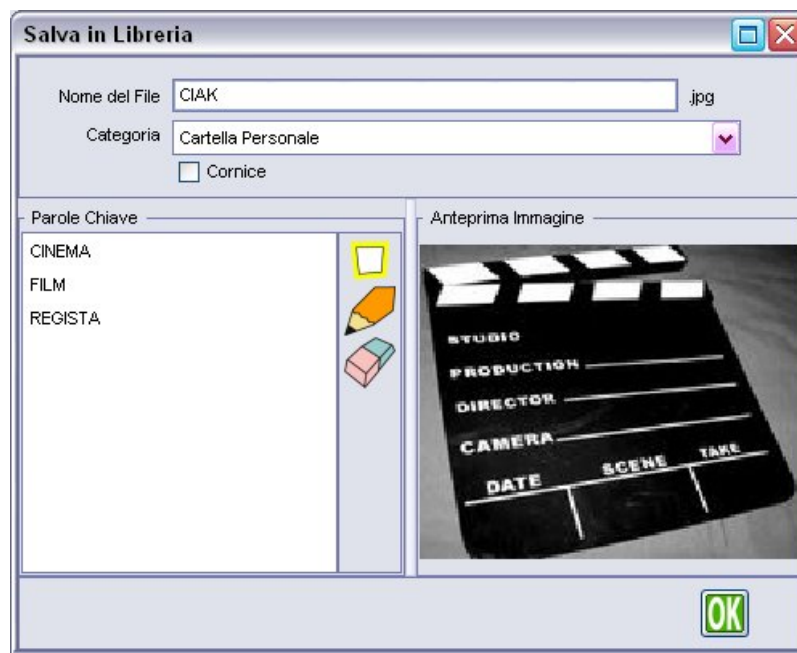 Salva in Libreria
Nome del File CIAK .jpg
Categoria Cartella Personale
Cornice
Parole Chiave
CINEMA
FILM
REGISTA
Anteprima Immagine
STUDIO
PRODUCTION
DIRECTOR
CAMERA
DATE SCENE TAKE
OK